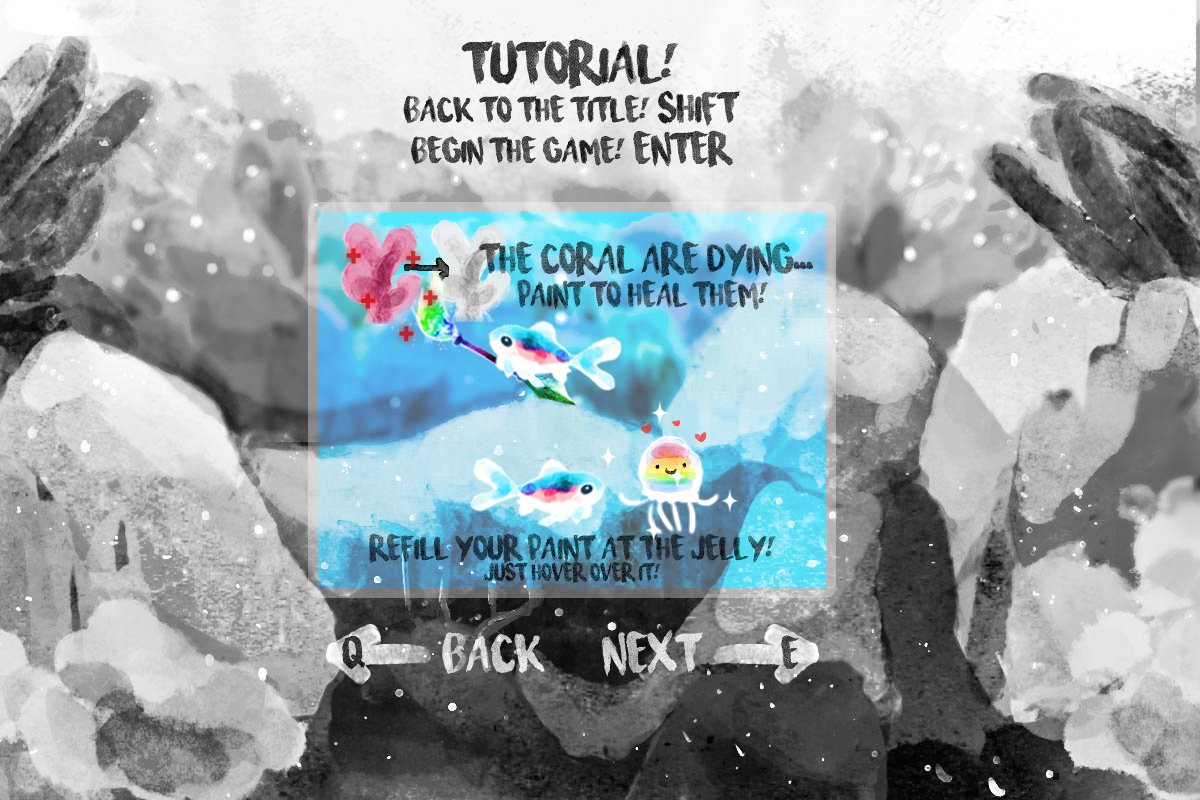 TUTORIAL!
BACK TO THE TITLE! SHIFT
BEGIN THE GAME! ENTER
THE CORAL ARE DYING...
PAINT TO HEAL THEM!
REFILL YOUR PAINT AT THE JELLY!
JUST HOVER OVER IT!
Q BACK NEXT E